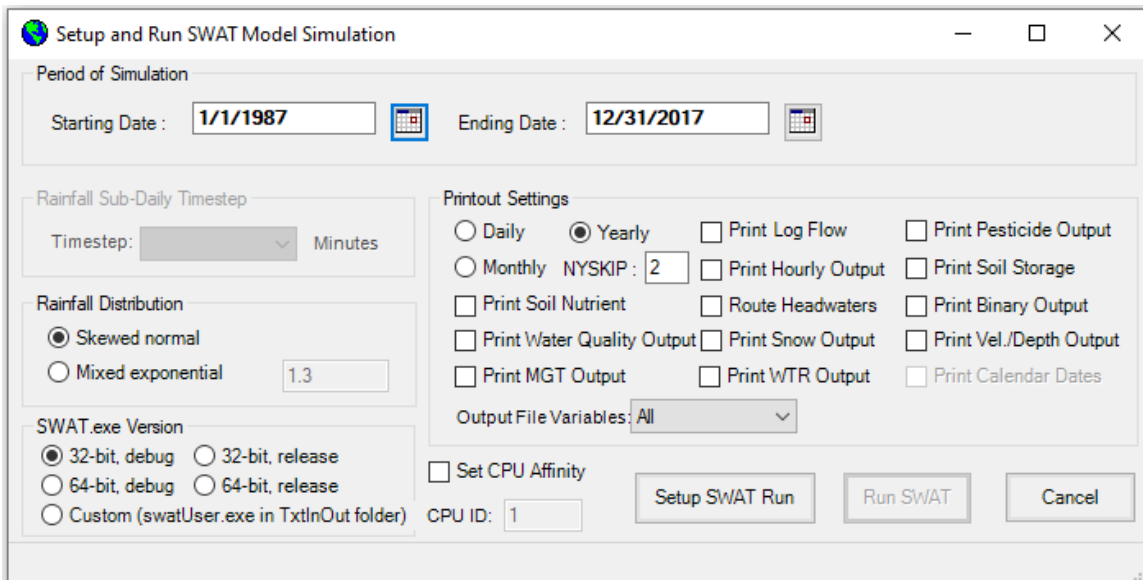 Setup and Run SWAT Model Simulation
Period of Simulation
Starting Date : 1/1/1987 Ending Date : 12/31/2017
Rainfall Sub-Daily Timestep
Timestep: Minutes
Rainfall Distribution
Skewed normal
Mixed exponential 1.3
SWAT.exe Version
32-bit, debug 32-bit, release
64-bit, debug 64-bit, release
Custom (swatUser.exe in TxtInOut folder)
Printout Settings
Daily Yearly Print Log Flow Print Pesticide Output
Monthly NYSKIP : 2 Print Hourly Output Print Soil Storage
Print Soil Nutrient Route Headwaters Print Binary Output
Print Water Quality Output Print Snow Output Print Vel./Depth Output
Print MGT Output Print WTR Output Print Calendar Dates
Output File Variables: All
Set CPU Affinity
CPU ID: 1
Setup SWAT Run Run SWAT Cancel